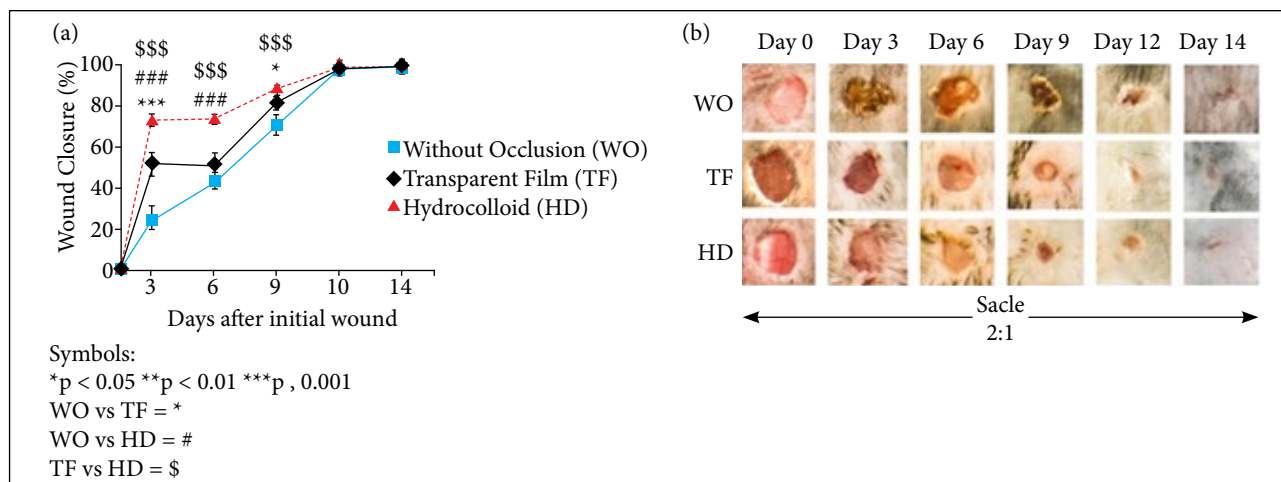 (a)
$$$
###
***
$$$
###
$$$
*
100
80
60
40
20
0
3 6 9 10 14
Wound Closure (%)
Days after initial wound
Without Occlusion (WO)
Transparent Film (TF)
Hydrocolloid (HD)
Symbols:
*p < 0.05 **p < 0.01 ***p , 0.001
WO vs TF = *
WO vs HD = #
TF vs HD = $
(b)
Day 0 Day 3 Day 6 Day 9 Day 12 Day 14
WO
TF
HD
Sacle
2:1